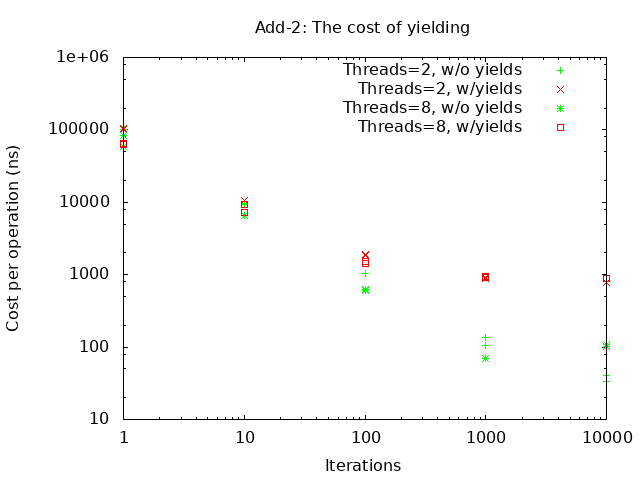 Add-2: The cost of yielding
Cost per operation (ns)
1e+06
100000
10000
1000
100
10
Threads=2, w/o yields
Threads=2, w/yields
Threads=8, w/o yields
Threads=8, w/yields
1 10 100 1000 10000
Iterations